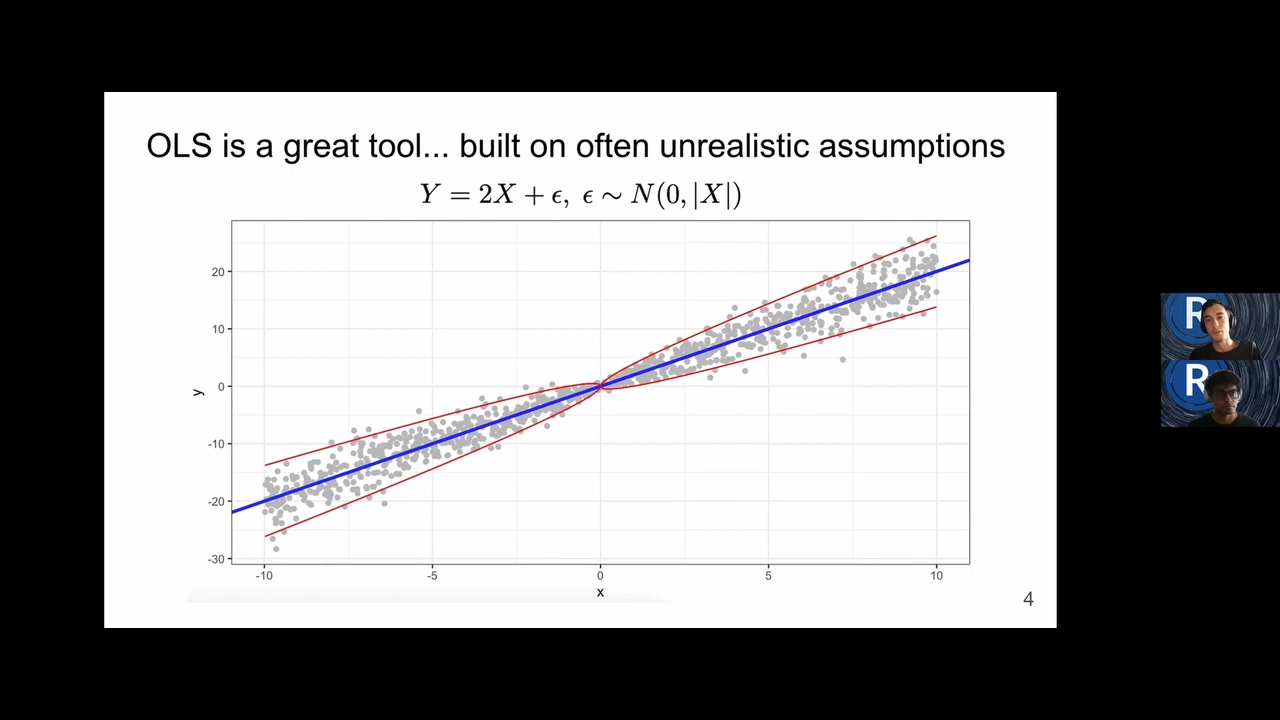 OLS is a great tool... built on often unrealistic assumptions
Y = 2X + ϵ, ϵ ∼ N(0, |X|)
20
10
0
-10
-20
-30
y
-10 -5 0 5 10
x
4
R
R